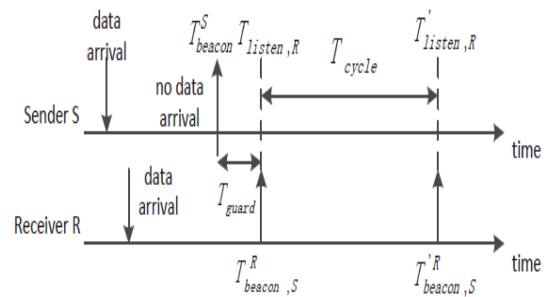 data
arrival
T^S_beacon T_listen,R
T_cycle
T'_listen,R
no data
arrival
Sender S
time
data
arrival
T_guard
Receiver R
time
T^R_beacon,S
T'^R_beacon,S